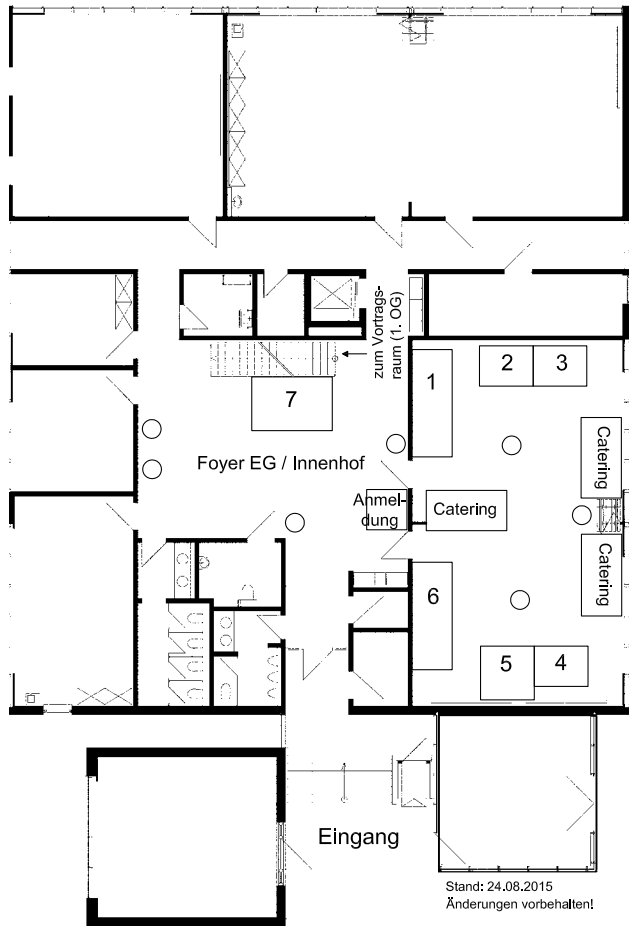 zum Vortrags-
raum (1. OG)
1
2
3
7
Foyer EG / Innenhof
Catering
Anmel-
dung
Catering
Catering
6
5
4
Eingang
Stand: 24.08.2015
Änderungen vorbehalten!